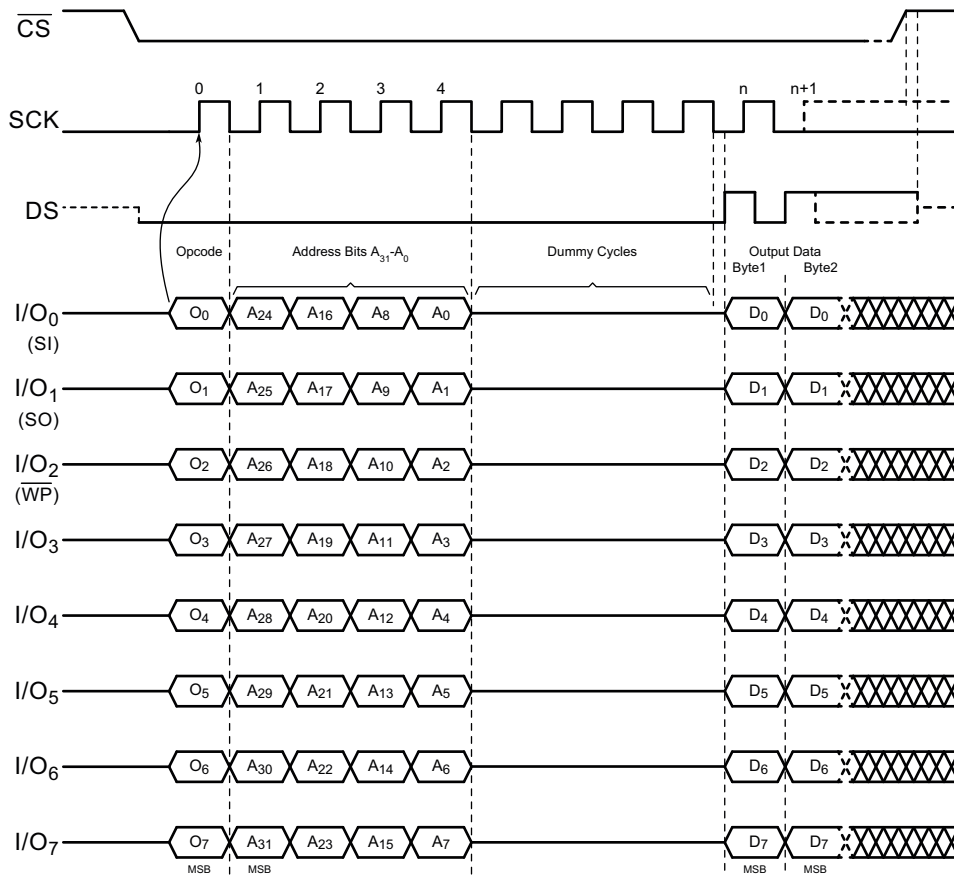 CS
0 1 2 3 4 n n+1
SCK
DS
Opcode Address Bits A31-A0 Dummy Cycles Output Data
Byte1 Byte2
I/O0 O0 A24 A16 A8 A0 D0 D0
(SI)
I/O1 O1 A25 A17 A9 A1 D1 D1
(SO)
I/O2 O2 A26 A18 A10 A2 D2 D2
(WP)
I/O3 O3 A27 A19 A11 A3 D3 D3
I/O4 O4 A28 A20 A12 A4 D4 D4
I/O5 O5 A29 A21 A13 A5 D5 D5
I/O6 O6 A30 A22 A14 A6 D6 D6
I/O7 O7 A31 A23 A15 A7 D7 D7
MSB MSB MSB MSB